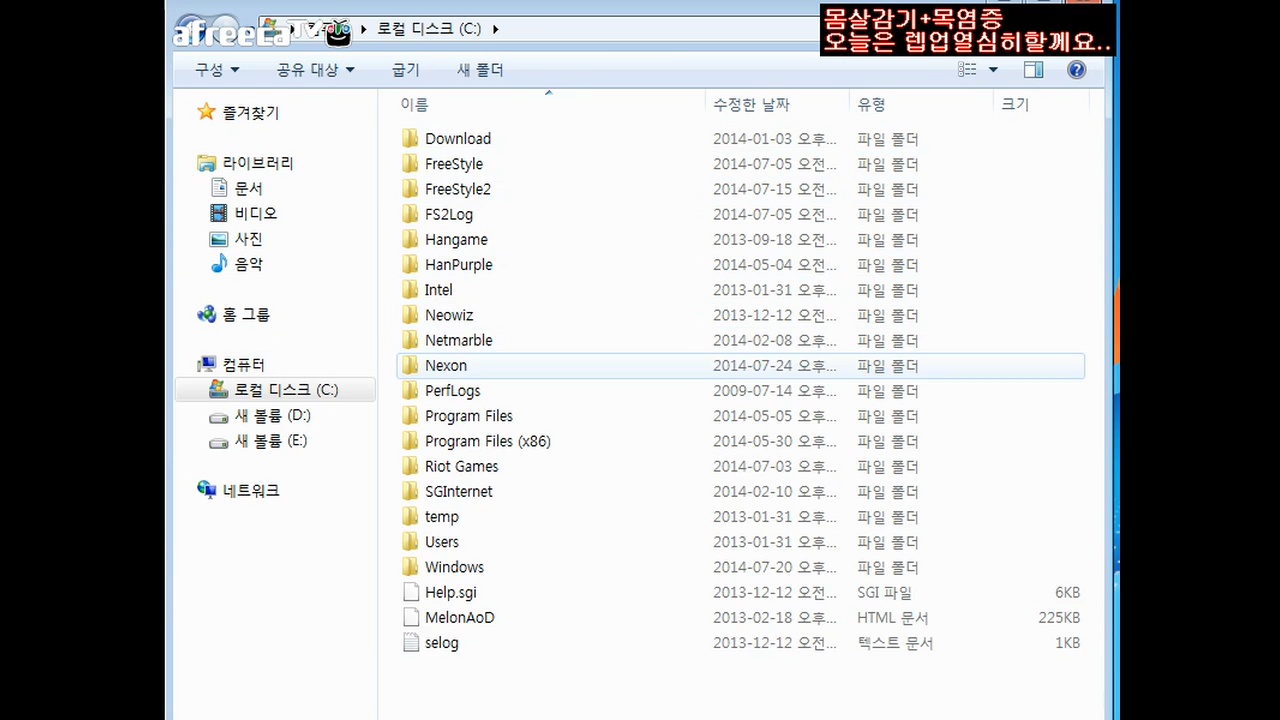 afreecaTV
로컬 디스크 (C:)
몸살감기+목염증
오늘은 렙업열심히할께요..
구성 공유 대상 굽기 새 폴더
이름 수정한 날짜 유형 크기
즐겨찾기
라이브러리
문서
비디오
사진
음악
홈 그룹
컴퓨터
로컬 디스크 (C:)
새 볼륨 (D:)
새 볼륨 (E:)
네트워크
Download 2014-01-03 오후... 파일 폴더
FreeStyle 2014-07-05 오전... 파일 폴더
FreeStyle2 2014-07-15 오전... 파일 폴더
FS2Log 2014-07-05 오전... 파일 폴더
Hangame 2013-09-18 오전... 파일 폴더
HanPurple 2014-05-04 오후... 파일 폴더
Intel 2013-01-31 오후... 파일 폴더
Neowiz 2013-12-12 오전... 파일 폴더
Netmarble 2014-02-08 오후... 파일 폴더
Nexon 2014-07-24 오후... 파일 폴더
PerfLogs 2009-07-14 오후... 파일 폴더
Program Files 2014-05-05 오후... 파일 폴더
Program Files (x86) 2014-05-30 오후... 파일 폴더
Riot Games 2014-07-03 오후... 파일 폴더
SGInternet 2014-02-10 오후... 파일 폴더
temp 2013-01-31 오후... 파일 폴더
Users 2013-01-31 오후... 파일 폴더
Windows 2014-07-20 오후... 파일 폴더
Help.sgi 2013-12-12 오전... SGI 파일 6KB
MelonAoD 2013-02-18 오후... HTML 문서 225KB
selog 2013-12-12 오전... 텍스트 문서 1KB